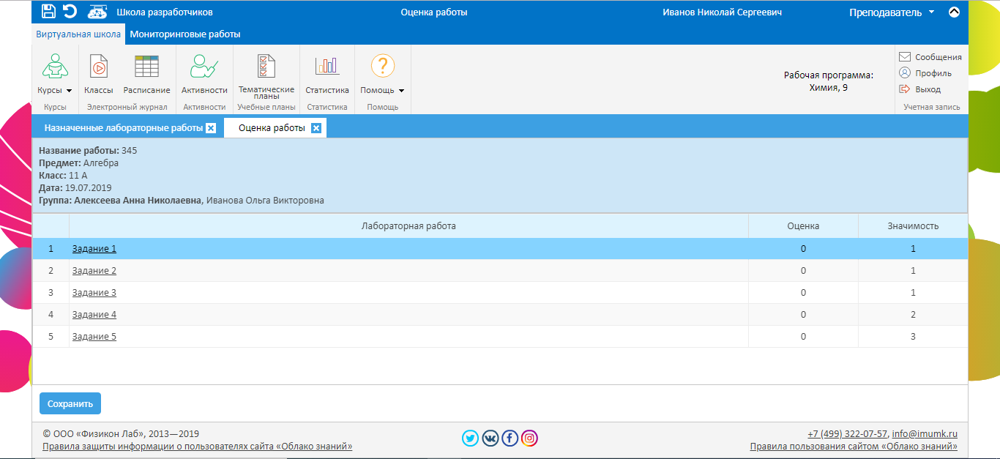 Школа разработчиков Оценка работы Иванов Николай Сергеевич Преподаватель
Виртуальная школа Мониторинговые работы
Курсы Классы Расписание Активности Тематические планы Статистика Помощь
Курсы Электронный журнал Активности Учебные планы Статистика Помощь
Рабочая программа:
Химия, 9
Сообщения
Профиль
Выход
Учетная запись
Назначенные лабораторные работы Оценка работы
Название работы: 345
Предмет: Алгебра
Класс: 11 А
Дата: 19.07.2019
Группа: Алексеева Анна Николаевна, Иванова Ольга Викторовна
Лабораторная работа Оценка Значимость
1 Задание 1 0 1
2 Задание 2 0 1
3 Задание 3 0 1
4 Задание 4 0 2
5 Задание 5 0 3
Сохранить
© ООО «Физикон Лаб», 2013—2019
Правила защиты информации о пользователях сайта «Облако знаний»
+7 (499) 322-07-57, info@imumk.ru
Правила пользования сайтом «Облако знаний»